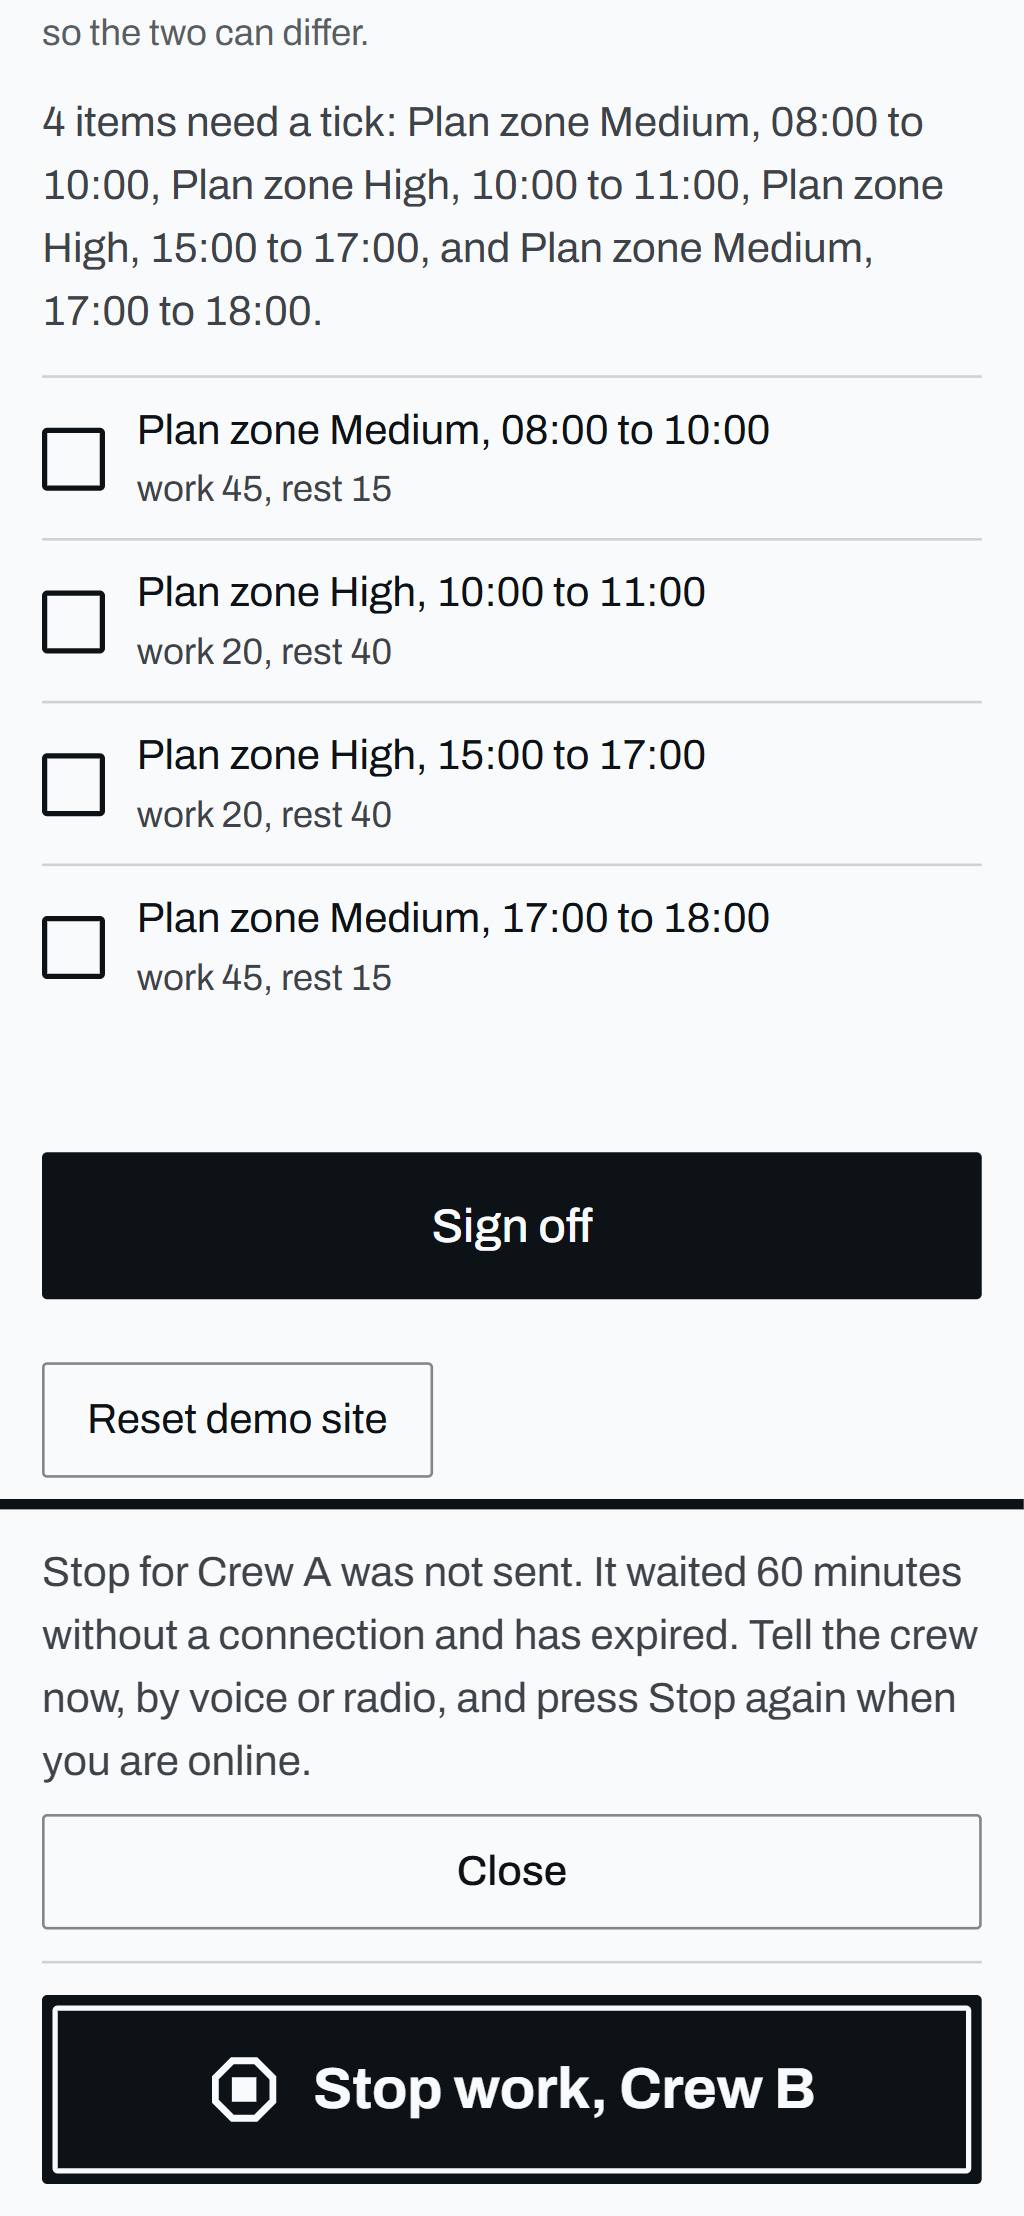 so the two can differ.
4 items need a tick: Plan zone Medium, 08:00 to
10:00, Plan zone High, 10:00 to 11:00, Plan zone
High, 15:00 to 17:00, and Plan zone Medium,
17:00 to 18:00.
Plan zone Medium, 08:00 to 10:00
work 45, rest 15
Plan zone High, 10:00 to 11:00
work 20, rest 40
Plan zone High, 15:00 to 17:00
work 20, rest 40
Plan zone Medium, 17:00 to 18:00
work 45, rest 15
Sign off
Reset demo site
Stop for Crew A was not sent. It waited 60 minutes
without a connection and has expired. Tell the crew
now, by voice or radio, and press Stop again when
you are online.
Close
Stop work, Crew B